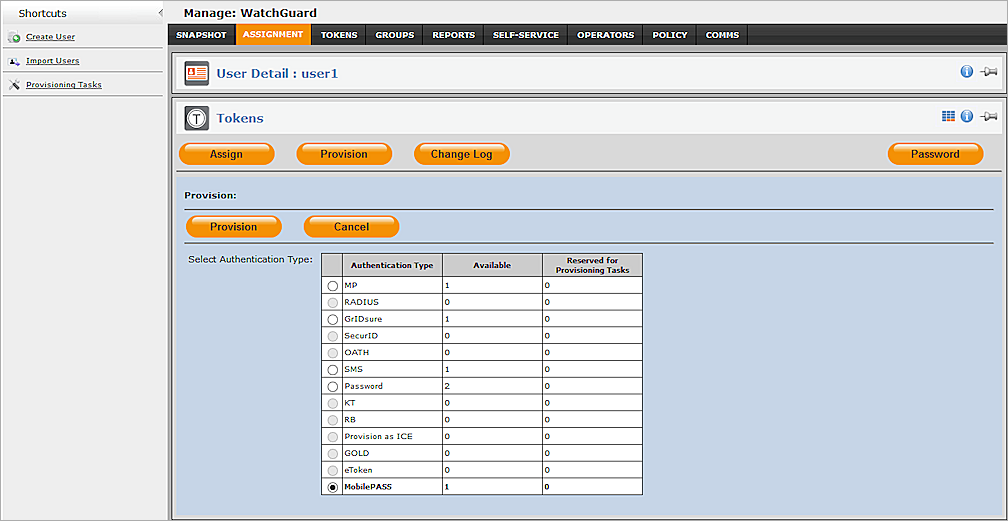 Shortcuts
Create User
Import Users
Provisioning Tasks
Manage: WatchGuard
SNAPSHOT ASSIGNMENT TOKENS GROUPS REPORTS SELF-SERVICE OPERATORS POLICY COMMS
User Detail : user1
T Tokens
Assign Provision Change Log Password
Provision:
Provision Cancel
Select Authentication Type:
Authentication Type Available Reserved for Provisioning Tasks
MP 1 0
RADIUS 0 0
GrIDsure 1 0
SecurID 0 0
OATH 0 0
SMS 1 0
Password 2 0
KT 0 0
RB 0 0
Provision as ICE 0 0
GOLD 0 0
eToken 0 0
MobilePASS 1 0